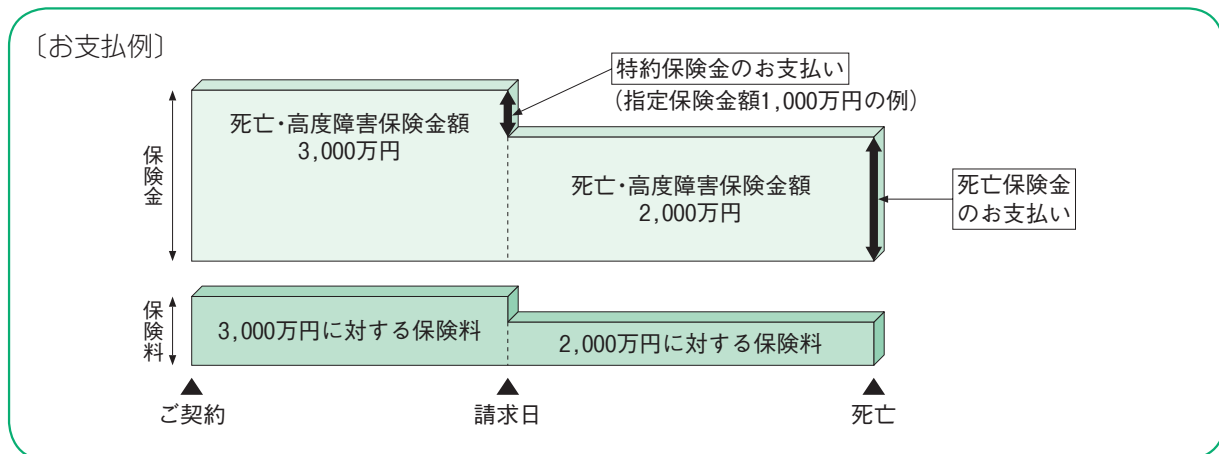 〔お支払例〕
特約保険金のお支払い
（指定保険金額1,000万円の例）
死亡・高度障害保険金額
3,000万円
保険金
死亡・高度障害保険金額
2,000万円
死亡保険金
のお支払い
保険料
3,000万円に対する保険料
2,000万円に対する保険料
ご契約
請求日
死亡